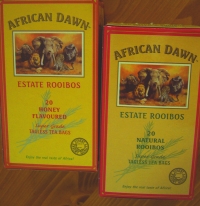 AFRICAN DAWN
ESTATE ROOIBOS
20
HONEY
FLAVOURED
TAGLESS TEA BAGS
AFRICAN DAWN
ESTATE ROOIBOS
20
NATURAL
ROOIBOS
TAGLESS TEA BAGS